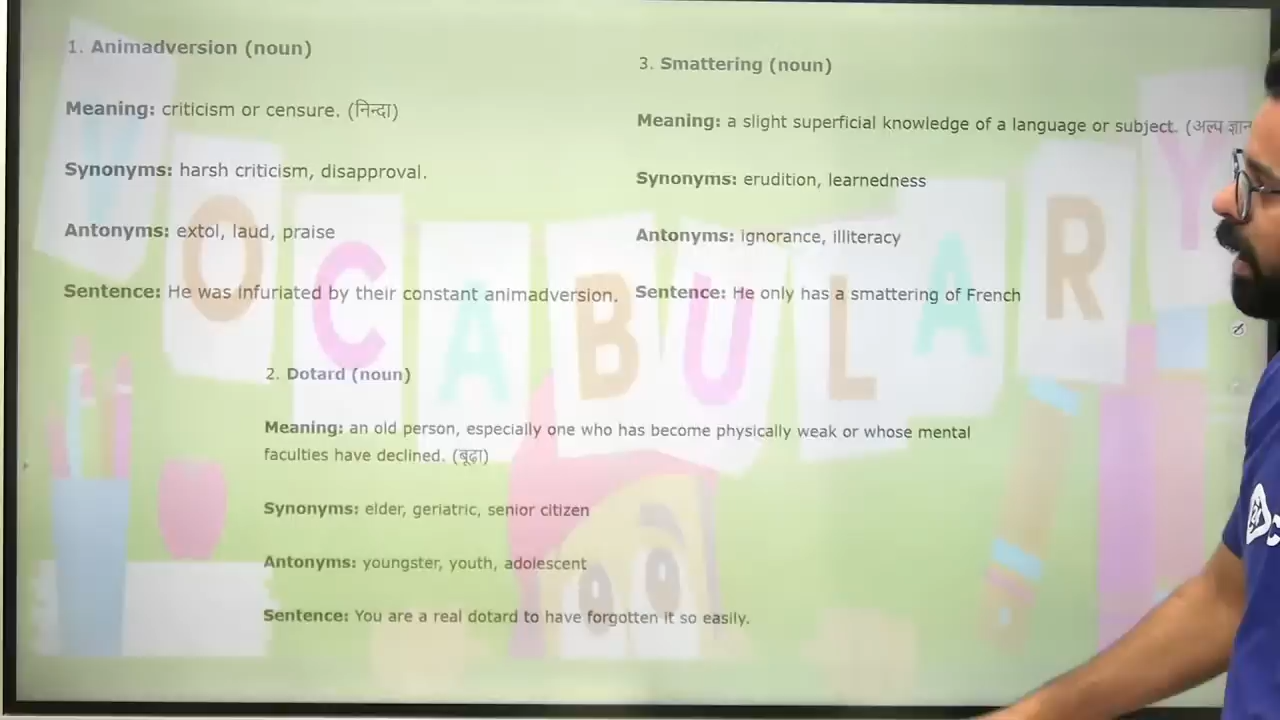 1. Animadversion (noun)
Meaning: criticism or censure. (निन्दा)
Synonyms: harsh criticism, disapproval.
Antonyms: extol, laud, praise
Sentence: He was infuriated by their constant animadversion.
3. Smattering (noun)
Meaning: a slight superficial knowledge of a language or subject. (अल्प ज्ञान
Synonyms: erudition, learnedness
Antonyms: ignorance, illiteracy
Sentence: He only has a smattering of French
2. Dotard (noun)
Meaning: an old person, especially one who has become physically weak or whose mental
faculties have declined. (बूढ़ा)
Synonyms: elder, geriatric, senior citizen
Antonyms: youngster, youth, adolescent
Sentence: You are a real dotard to have forgotten it so easily.
VOCABULARY